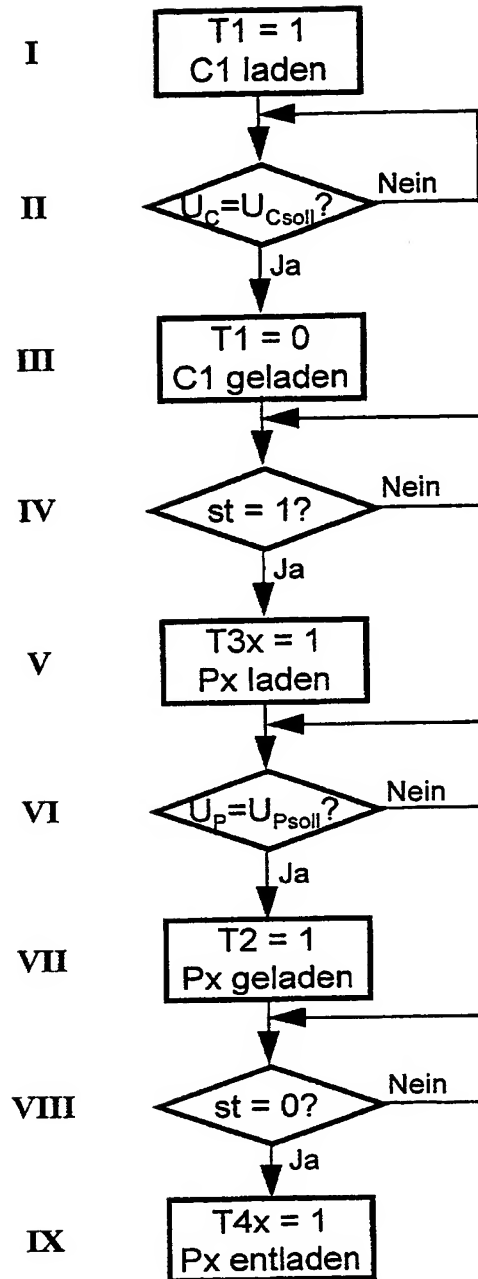 I
T1 = 1
C1 laden
II
U_C=U_Csoll?
Nein
Ja
III
T1 = 0
C1 geladen
IV
st = 1?
Nein
Ja
V
T3x = 1
Px laden
VI
U_P=U_Psoll?
Nein
Ja
VII
T2 = 1
Px geladen
VIII
st = 0?
Nein
Ja
IX
T4x = 1
Px entladen